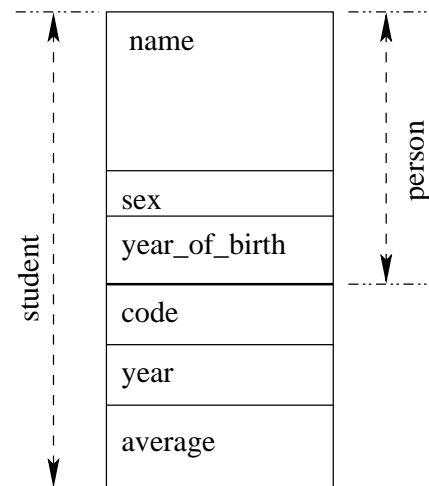 name
sex
year_of_birth
code
year
average
student
person